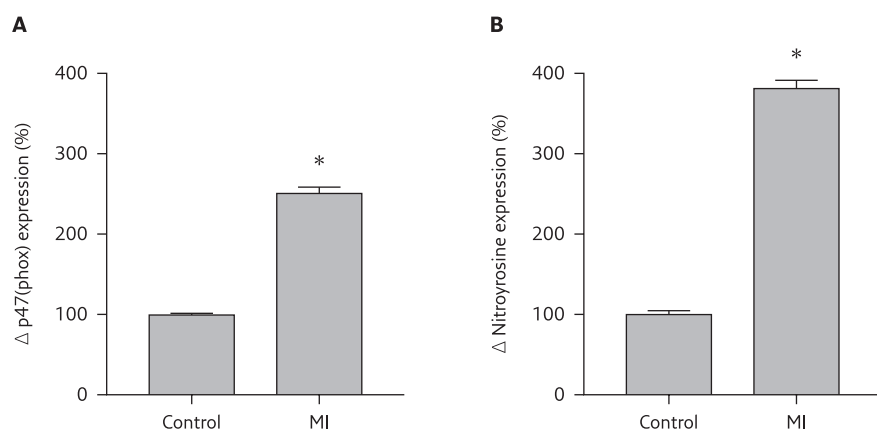 A
Δ p47(phox) expression (%)
400
300
200
100
0
*
Control
MI
B
Δ Nitroyrosine expression (%)
400
300
200
100
0
*
Control
MI